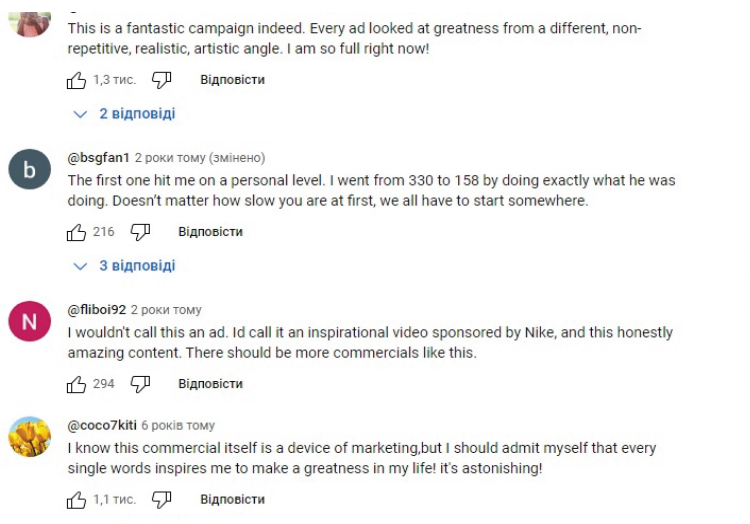 This is a fantastic campaign indeed. Every ad looked at greatness from a different, non-
repetitive, realistic, artistic angle. I am so full right now!
1,3 тис. Відповісти
2 відповіді
b
@bsgfan1 2 роки тому (змінено)
The first one hit me on a personal level. I went from 330 to 158 by doing exactly what he was
doing. Doesn’t matter how slow you are at first, we all have to start somewhere.
216 Відповісти
3 відповіді
N
@fliboi92 2 роки тому
I wouldn't call this an ad. Id call it an inspirational video sponsored by Nike, and this honestly
amazing content. There should be more commercials like this.
294 Відповісти
@coco7kiti 6 років тому
I know this commercial itself is a device of marketing,but I should admit myself that every
single words inspires me to make a greatness in my life! it's astonishing!
1,1 тис. Відповісти